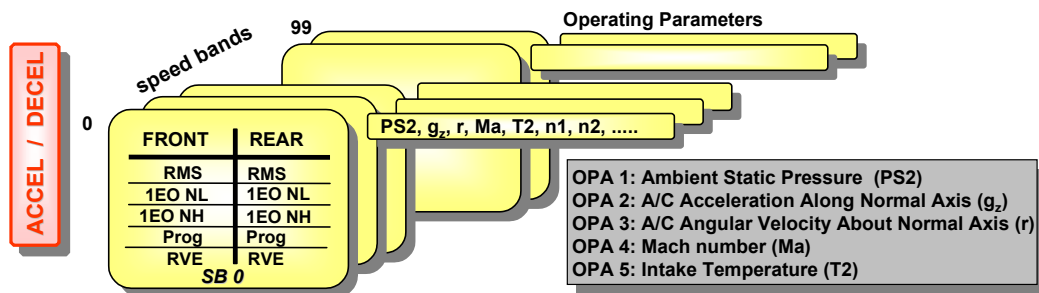 ACCEL / DECEL
0
speed bands
99
Operating Parameters
FRONT REAR
RMS RMS
1EO NL 1EO NL
1EO NH 1EO NH
Prog Prog
RVE RVE
SB 0
PS2, gz, r, Ma, T2, n1, n2, .....
OPA 1: Ambient Static Pressure (PS2)
OPA 2: A/C Acceleration Along Normal Axis (gz)
OPA 3: A/C Angular Velocity About Normal Axis (r)
OPA 4: Mach number (Ma)
OPA 5: Intake Temperature (T2)